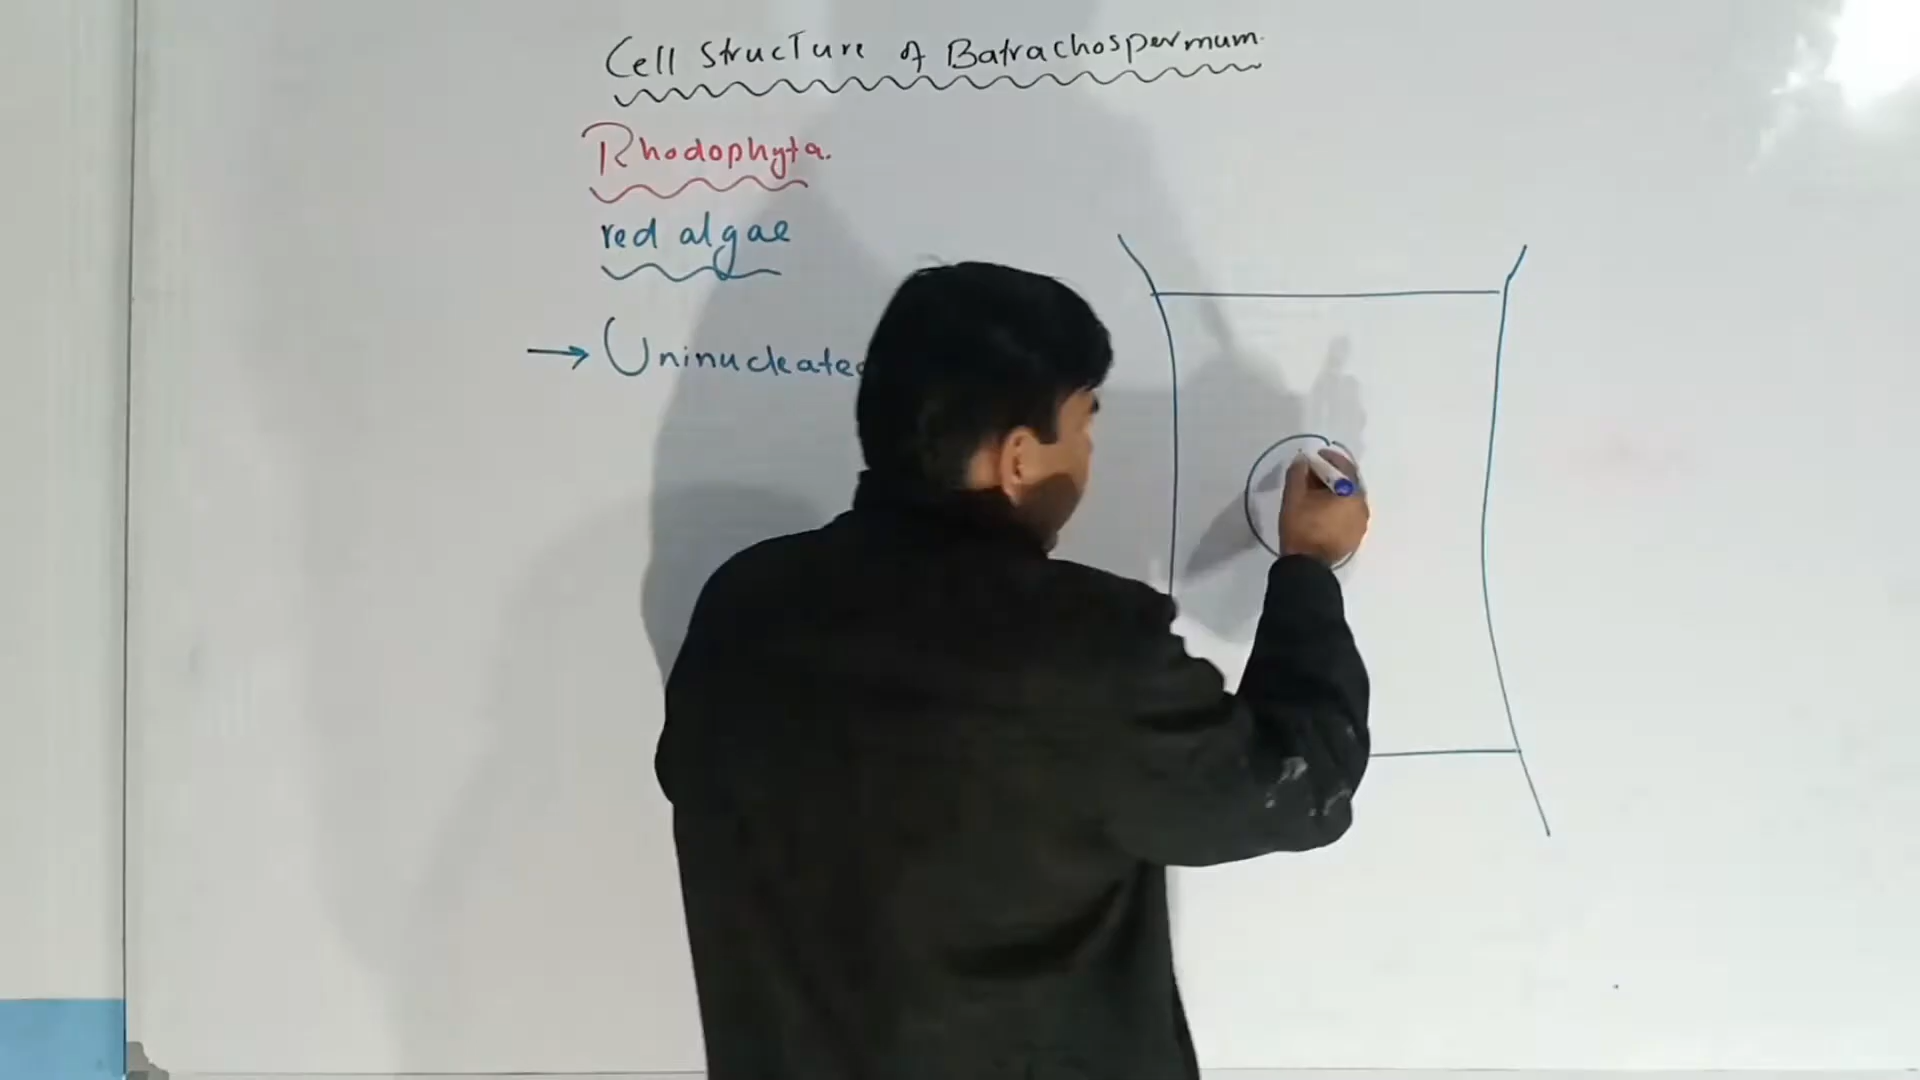 Cell Structure of Batrachospermum.
Rhodophyta.
red algae
→ Uninucleated